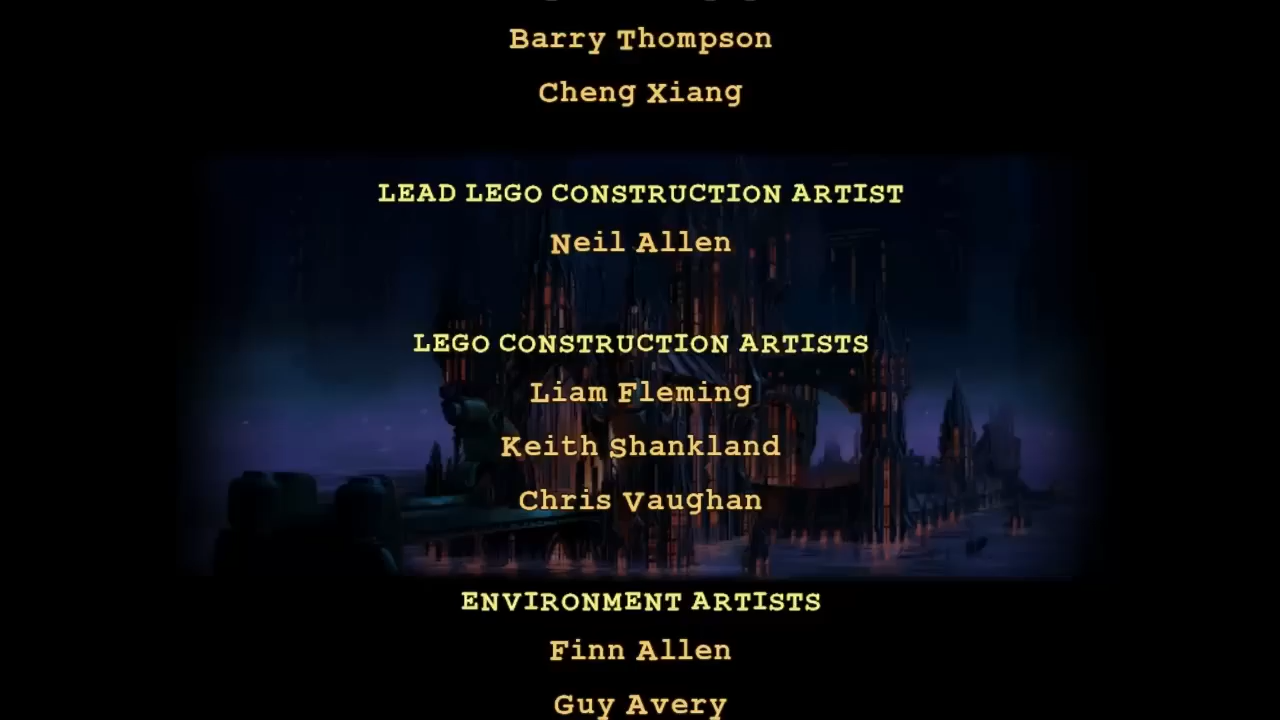 Barry Thompson
Cheng Xiang
LEAD LEGO CONSTRUCTION ARTIST
Neil Allen
LEGO CONSTRUCTION ARTISTS
Liam Fleming
Keith Shankland
Chris Vaughan
ENVIRONMENT ARTISTS
Finn Allen
Guy Avery